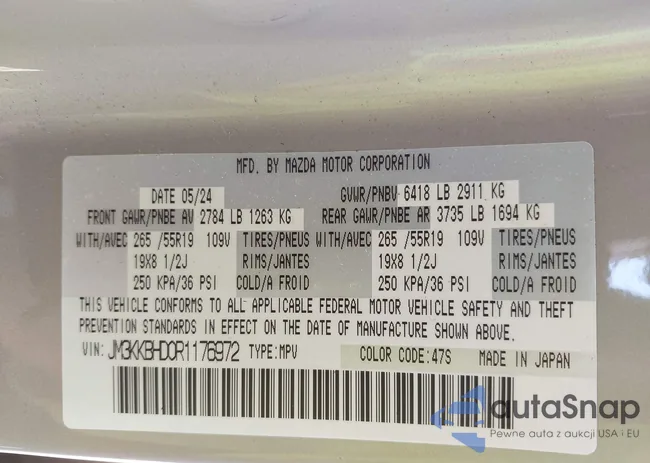 MFD. BY MAZDA MOTOR CORPORATION
DATE 05/24 GVWR/PNBV 6418 LB 2911 KG
FRONT GAWR/PNBE AV 2784 LB 1263 KG REAR GAWR/PNBE AR 3735 LB 1694 KG
WITH/AVEC 265 /55R19 109V TIRES/PNEUS WITH/AVEC 265 /55R19 109V TIRES/PNEUS
19X8 1/2J RIMS/JANTES 19X8 1/2J RIMS/JANTES
250 KPA/36 PSI COLD/A FROID 250 KPA/36 PSI COLD/A FROID
THIS VEHICLE CONFORMS TO ALL APPLICABLE FEDERAL MOTOR VEHICLE SAFETY AND THEFT
PREVENTION STANDARDS IN EFFECT ON THE DATE OF MANUFACTURE SHOWN ABOVE.
VIN: JM3KKBHD0R1176972 TYPE:MPV COLOR CODE:47S MADE IN JAPAN
autaSnap
Pewne auta z aukcji USA i EU